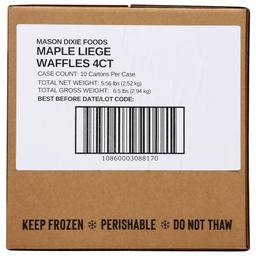 MASON DIXIE FOODS
MAPLE LIEGE
WAFFLES 4CT
CASE COUNT: 10 Cartons Per Case
TOTAL NET WEIGHT: 5.56 lbs (2.52 kg)
TOTAL GROSS WEIGHT: 6.5 lbs (2.94 kg)
BEST BEFORE DATE/LOT CODE:
10860003088170
KEEP FROZEN ❄ PERISHABLE ❄ DO NOT THAW